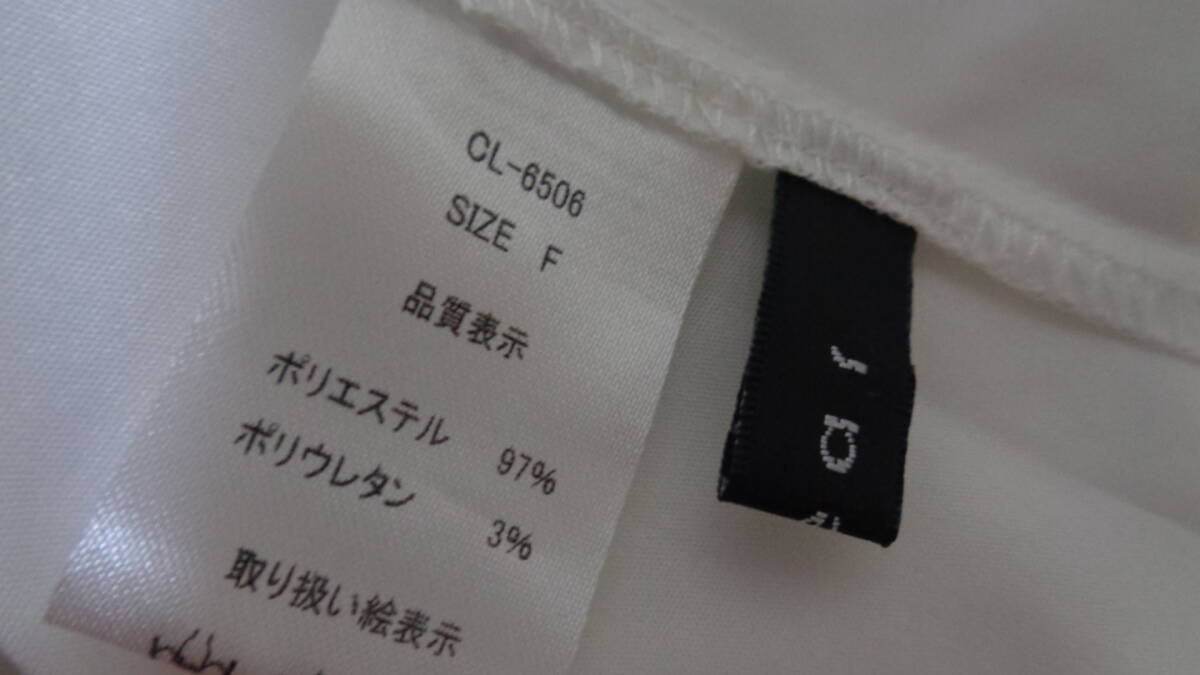 CL-6506
SIZE F
品質表示
ポリエステル 97%
ポリウレタン 3%
取り扱い絵表示
ar